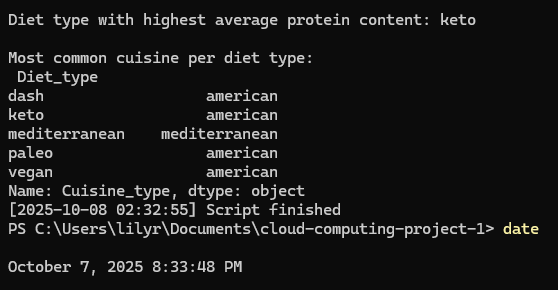 Diet type with highest average protein content: keto
Most common cuisine per diet type:
Diet_type
dash american
keto american
mediterranean mediterranean
paleo american
vegan american
Name: Cuisine_type, dtype: object
[2025-10-08 02:32:55] Script finished
PS C:\Users\lilyr\Documents\cloud-computing-project-1> date
October 7, 2025 8:33:48 PM